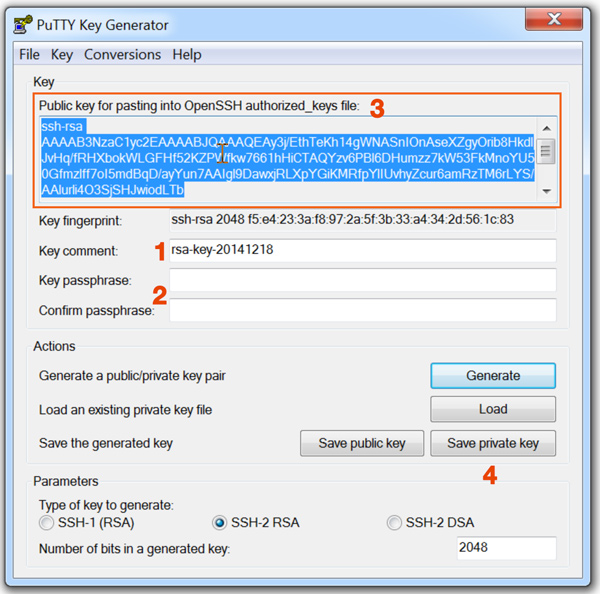 PuTTY Key Generator
File Key Conversions Help
Key
Public key for pasting into OpenSSH authorized_keys file: 3
ssh-rsa
AAAAB3NzaC1yc2EAAAABJQAAAQEAy3j/EthTeKh14gWNASnIOnAseXZgyOrib8Hkdl
JvHq/fRHXbokWLGFHf52KZP
fkw7661hHiCTAQYzv6PBl6DHumzz7kW53FkMnoYU5
0Gfmzlff7oI5mdBqD/ayYun7AAIgl9DawxjRLXpYGiKMRfpYlIUvhyZcur6amRzTM6rLYS/
AAlurli4O3SjSHJwiodLTb
Key fingerprint: ssh-rsa 2048 f5:e4:23:3a:f8:97:2a:5f:3b:33:a4:34:2d:56:1c:83
Key comment: 1 rsa-key-20141218
Key passphrase:
2
Confirm passphrase:
Actions
Generate a public/private key pair Generate
Load an existing private key file Load
Save the generated key Save public key Save private key
4
Parameters
Type of key to generate:
SSH-1 (RSA) SSH-2 RSA SSH-2 DSA
Number of bits in a generated key: 2048